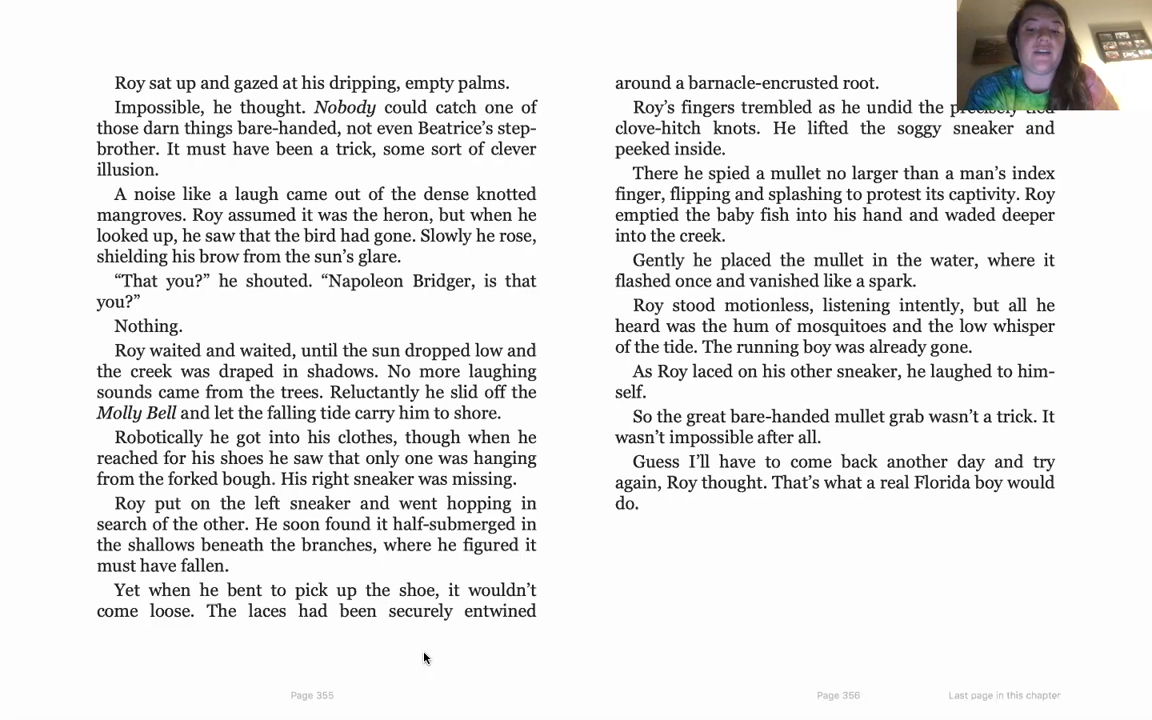 Roy sat up and gazed at his dripping, empty palms.
Impossible, he thought. Nobody could catch one of
those darn things bare-handed, not even Beatrice’s step-
brother. It must have been a trick, some sort of clever
illusion.
A noise like a laugh came out of the dense knotted
mangroves. Roy assumed it was the heron, but when he
looked up, he saw that the bird had gone. Slowly he rose,
shielding his brow from the sun’s glare.
“That you?” he shouted. “Napoleon Bridger, is that
you?”
Nothing.
Roy waited and waited, until the sun dropped low and
the creek was draped in shadows. No more laughing
sounds came from the trees. Reluctantly he slid off the
Molly Bell and let the falling tide carry him to shore.
Robotically he got into his clothes, though when he
reached for his shoes he saw that only one was hanging
from the forked bough. His right sneaker was missing.
Roy put on the left sneaker and went hopping in
search of the other. He soon found it half-submerged in
the shallows beneath the branches, where he figured it
must have fallen.
Yet when he bent to pick up the shoe, it wouldn’t
come loose. The laces had been securely entwined
around a barnacle-encrusted root.
Roy’s fingers trembled as he undid the precisely tied
clove-hitch knots. He lifted the soggy sneaker and
peeked inside.
There he spied a mullet no larger than a man’s index
finger, flipping and splashing to protest its captivity. Roy
emptied the baby fish into his hand and waded deeper
into the creek.
Gently he placed the mullet in the water, where it
flashed once and vanished like a spark.
Roy stood motionless, listening intently, but all he
heard was the hum of mosquitoes and the low whisper
of the tide. The running boy was already gone.
As Roy laced on his other sneaker, he laughed to him-
self.
So the great bare-handed mullet grab wasn’t a trick. It
wasn’t impossible after all.
Guess I’ll have to come back another day and try
again, Roy thought. That’s what a real Florida boy would
do.
Page 355
Page 356
Last page in this chapter